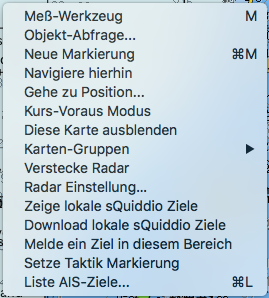 Meß-Werkzeug M
Objekt-Abfrage...
Neue Markierung ⌘M
Navigiere hierhin
Gehe zu Position...
Kurs-Voraus Modus
Diese Karte ausblenden
Karten-Gruppen
Verstecke Radar
Radar Einstellung...
Zeige lokale sQuiddio Ziele
Download lokale sQuiddio Ziele
Melde ein Ziel in diesem Bereich
Setze Taktik Markierung
Liste AIS-Ziele... ⌘L